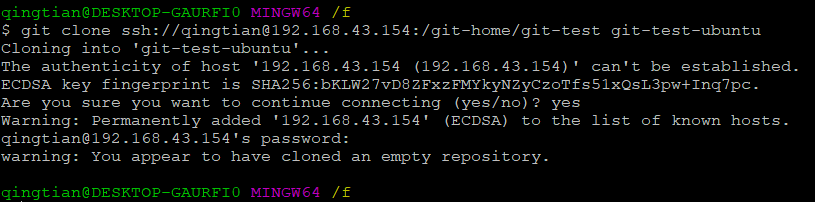 qingtian@DESKTOP-GAURFI0 MINGW64 /f
$ git clone ssh://qingtian@192.168.43.154:/git-home/git-test git-test-ubuntu
Cloning into 'git-test-ubuntu'...
The authenticity of host '192.168.43.154 (192.168.43.154)' can't be established.
ECDSA key fingerprint is SHA256:bKLW27vD8ZFxzFMYkyNZyCzoTfs51xQsL3pw+Inq7pc.
Are you sure you want to continue connecting (yes/no)? yes
Warning: Permanently added '192.168.43.154' (ECDSA) to the list of known hosts.
qingtian@192.168.43.154's password:
warning: You appear to have cloned an empty repository.
qingtian@DESKTOP-GAURFI0 MINGW64 /f